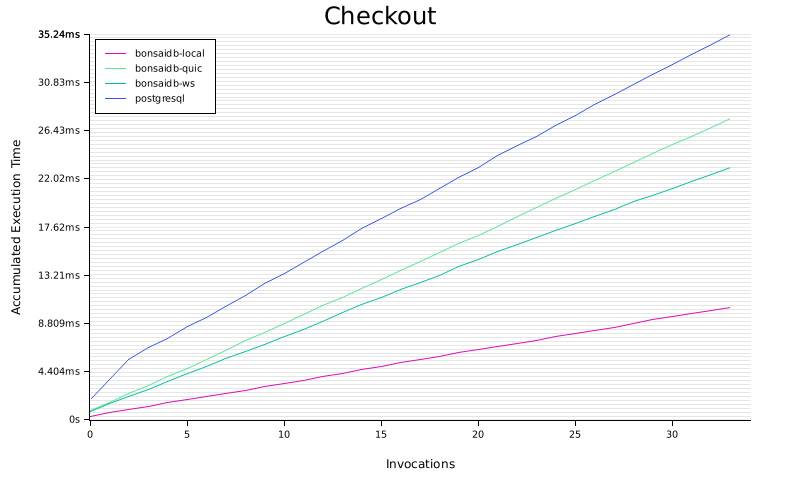 Checkout
35.24ms
30.83ms
26.43ms
22.02ms
17.62ms
13.21ms
8.809ms
4.404ms
0s
Accumulated Execution Time
bonsaidb-local
bonsaidb-quic
bonsaidb-ws
postgresql
0 5 10 15 20 25 30
Invocations